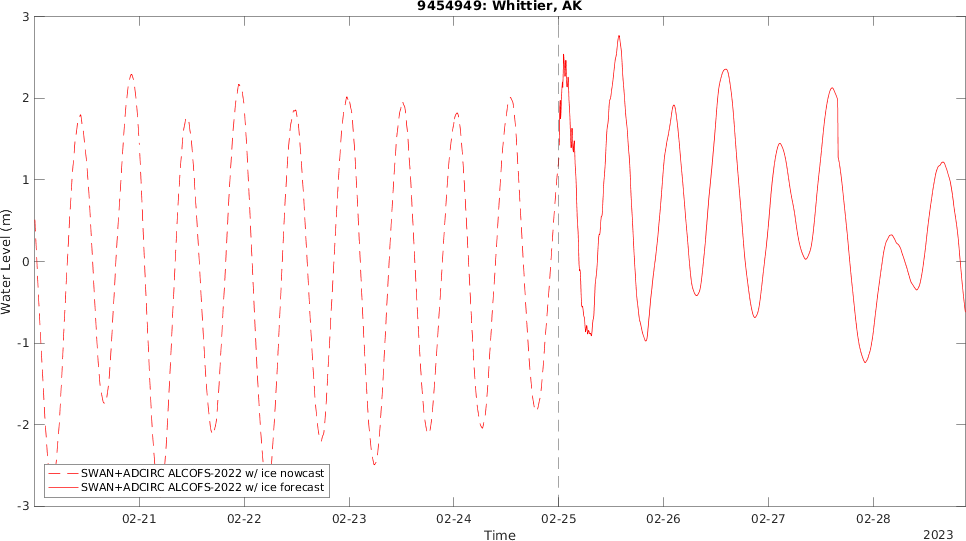 9454949: Whittier, AK
3
2
1
0
-1
-2
-3
Water Level (m)
SWAN+ADCIRC ALCOFS-2022 w/ ice nowcast
SWAN+ADCIRC ALCOFS-2022 w/ ice forecast
02-21 02-22 02-23 02-24 02-25 02-26 02-27 02-28
2023
Time